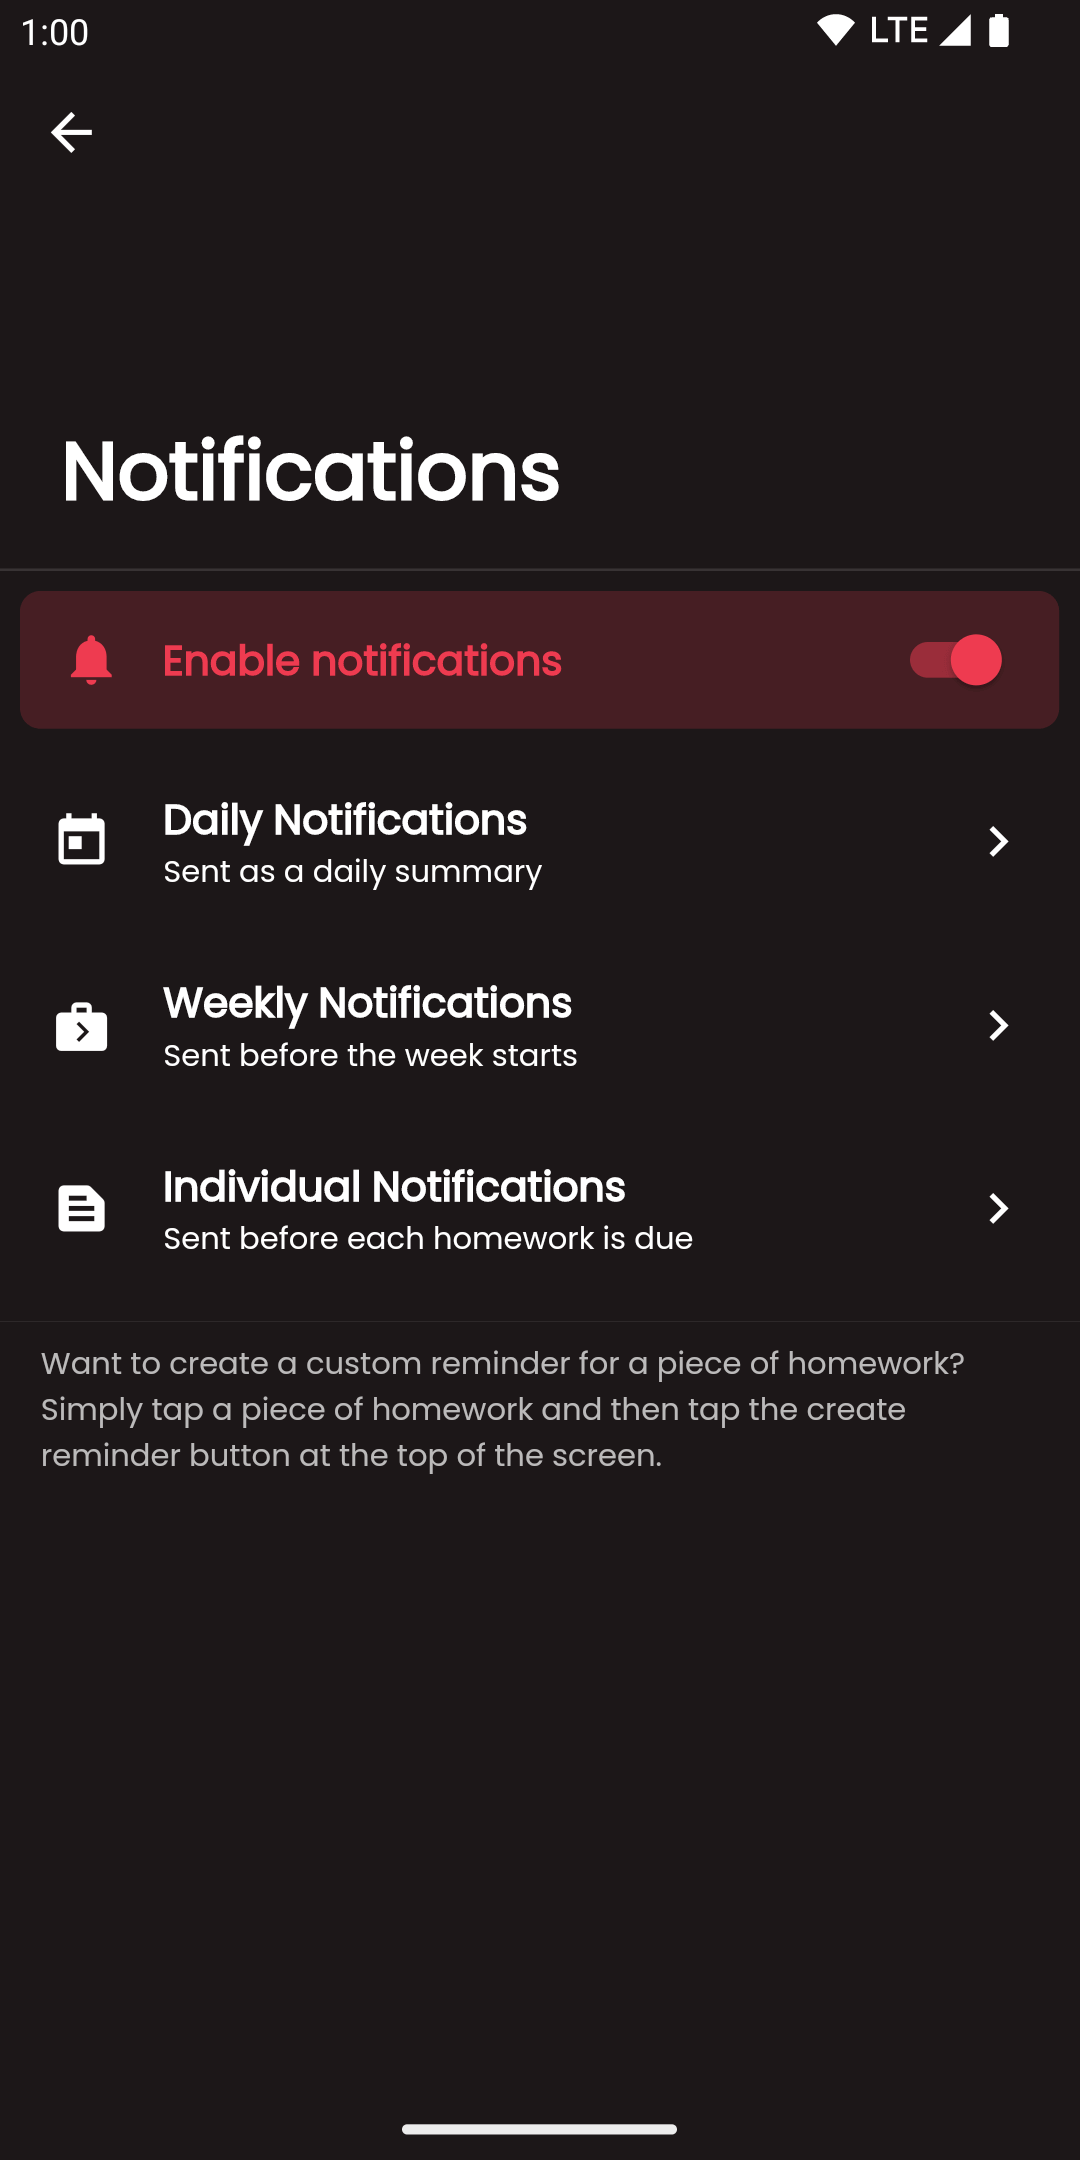 1:00
LTE
Notifications
Enable notifications
Daily Notifications
Sent as a daily summary
Weekly Notifications
Sent before the week starts
Individual Notifications
Sent before each homework is due
Want to create a custom reminder for a piece of homework?
Simply tap a piece of homework and then tap the create
reminder button at the top of the screen.